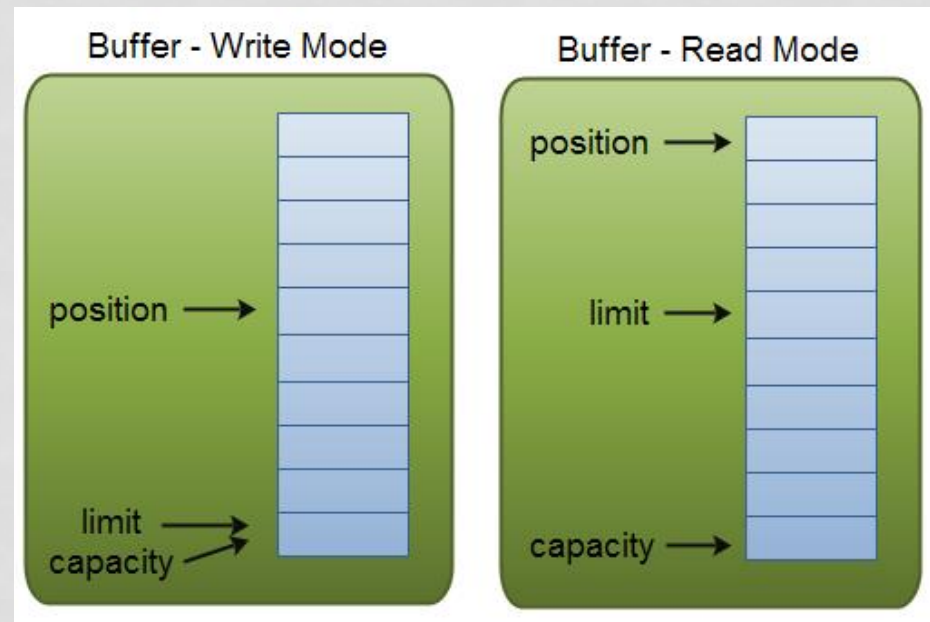 Buffer - Write Mode
position
limit
capacity
Buffer - Read Mode
position
limit
capacity